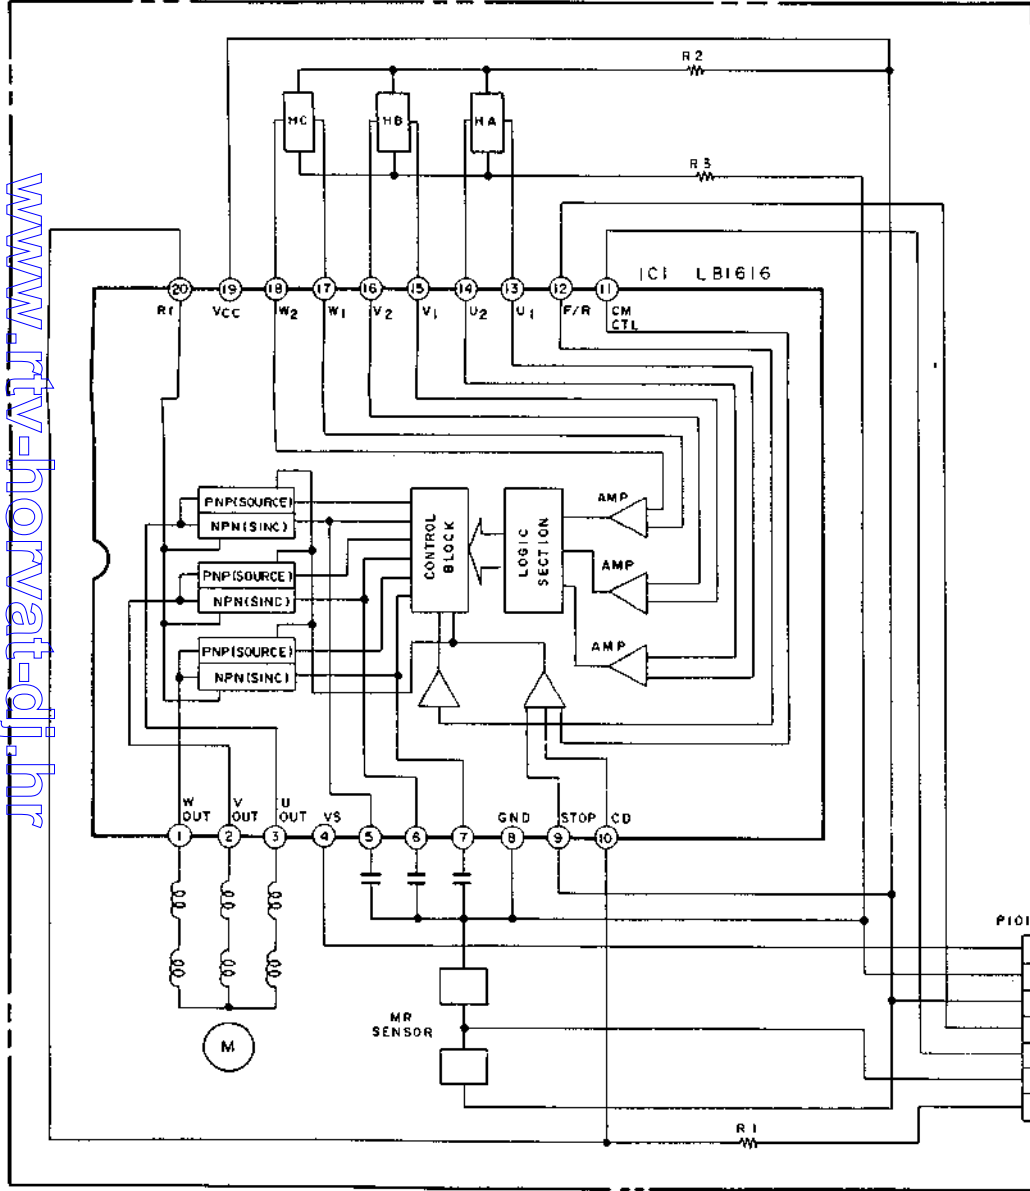 R2
HC
HB
HA
R3
IC1 LB1616
20
19
18
17
16
15
14
13
12
11
Rf
VCC
W2
W1
V2
V1
U2
U1
F/R
CM
CTL
PNP(SOURCE)
NPN(SINC)
PNP(SOURCE)
NPN(SINC)
PNP(SOURCE)
NPN(SINC)
CONTROL
BLOCK
LOGIC
SECTION
AMP
AMP
AMP
W
OUT
V
OUT
U
OUT
VS
GND
STOP
CD
1
2
3
4
5
6
7
8
9
10
P101
MR
SENSOR
M
R1
www.rtv-horvat-dj.hr